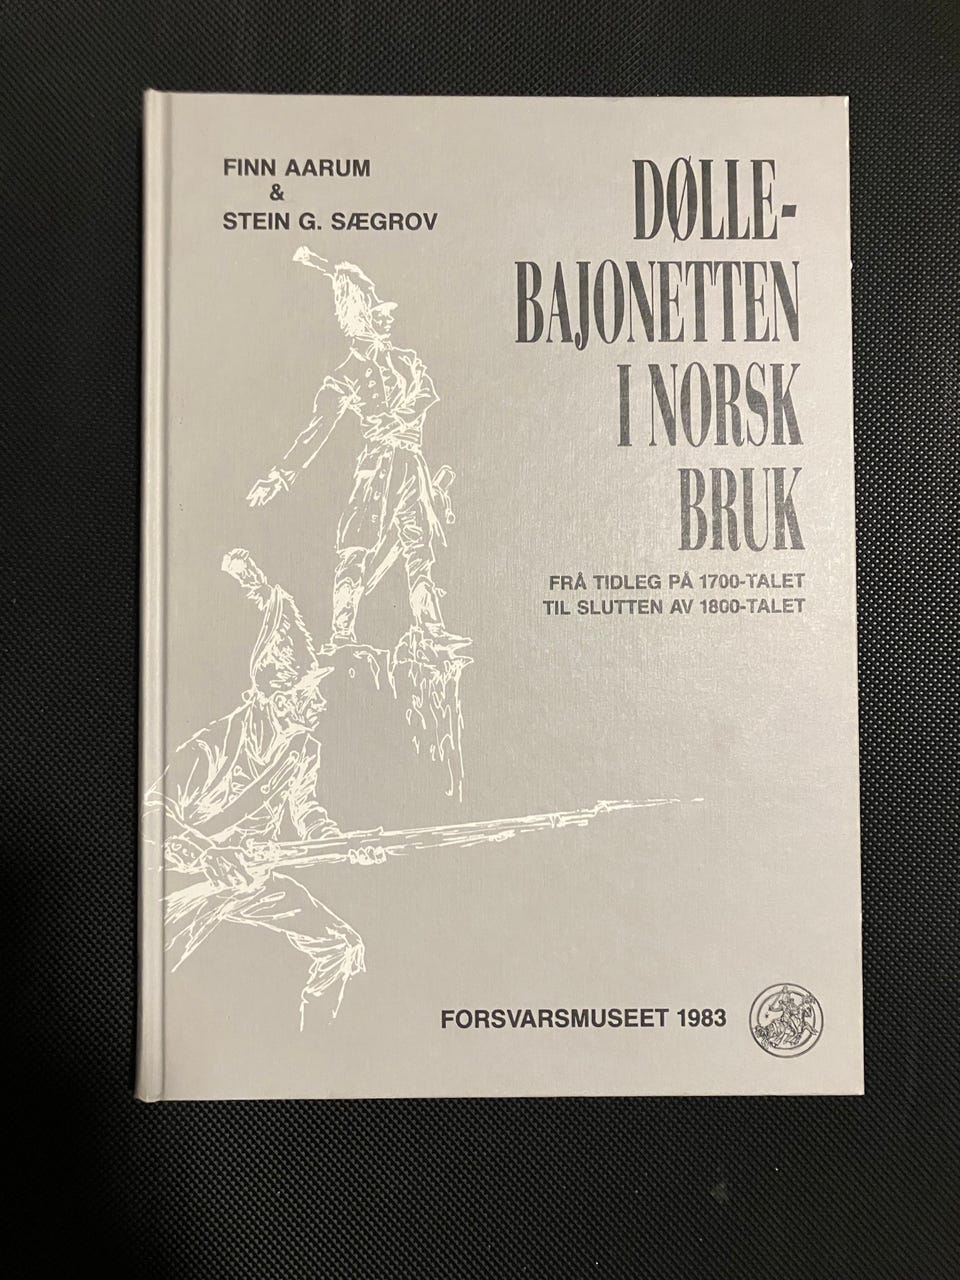 FINN AARUM
&
STEIN G. SÆGROV
DØLLE-
BAJONETTEN
I NORSK
BRUK
FRÅ TIDLEG PÅ 1700-TALET
TIL SLUTTEN AV 1800-TALET
FORSVARSMUSEET 1983